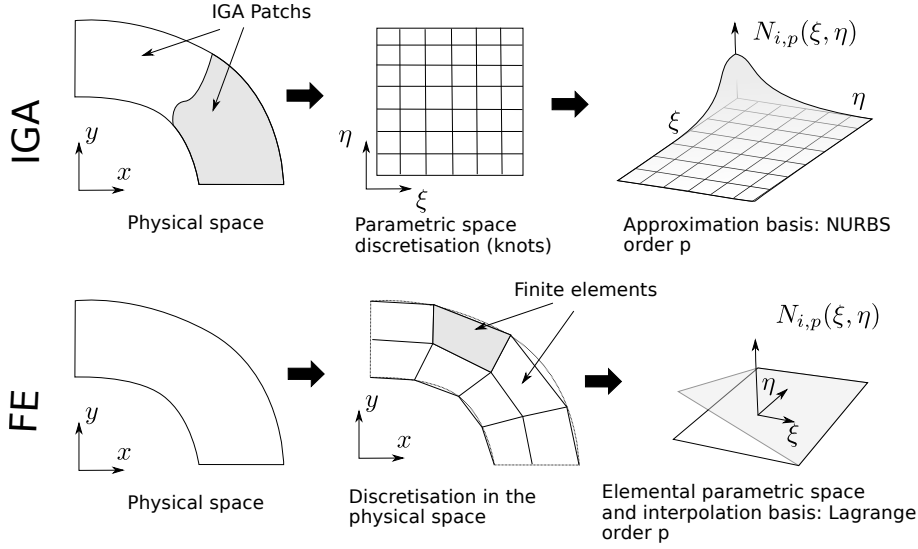 IGA
IGA Patchs
y
x
Physical space
η
ξ
Parametric space
discretisation (knots)
N_{i,p}(ξ, η)
ξ
η
Approximation basis: NURBS
order p
FE
y
x
Physical space
Finite elements
y
x
Discretisation in the
physical space
N_{i,p}(ξ, η)
η
ξ
Elemental parametric space
and interpolation basis: Lagrange
order p